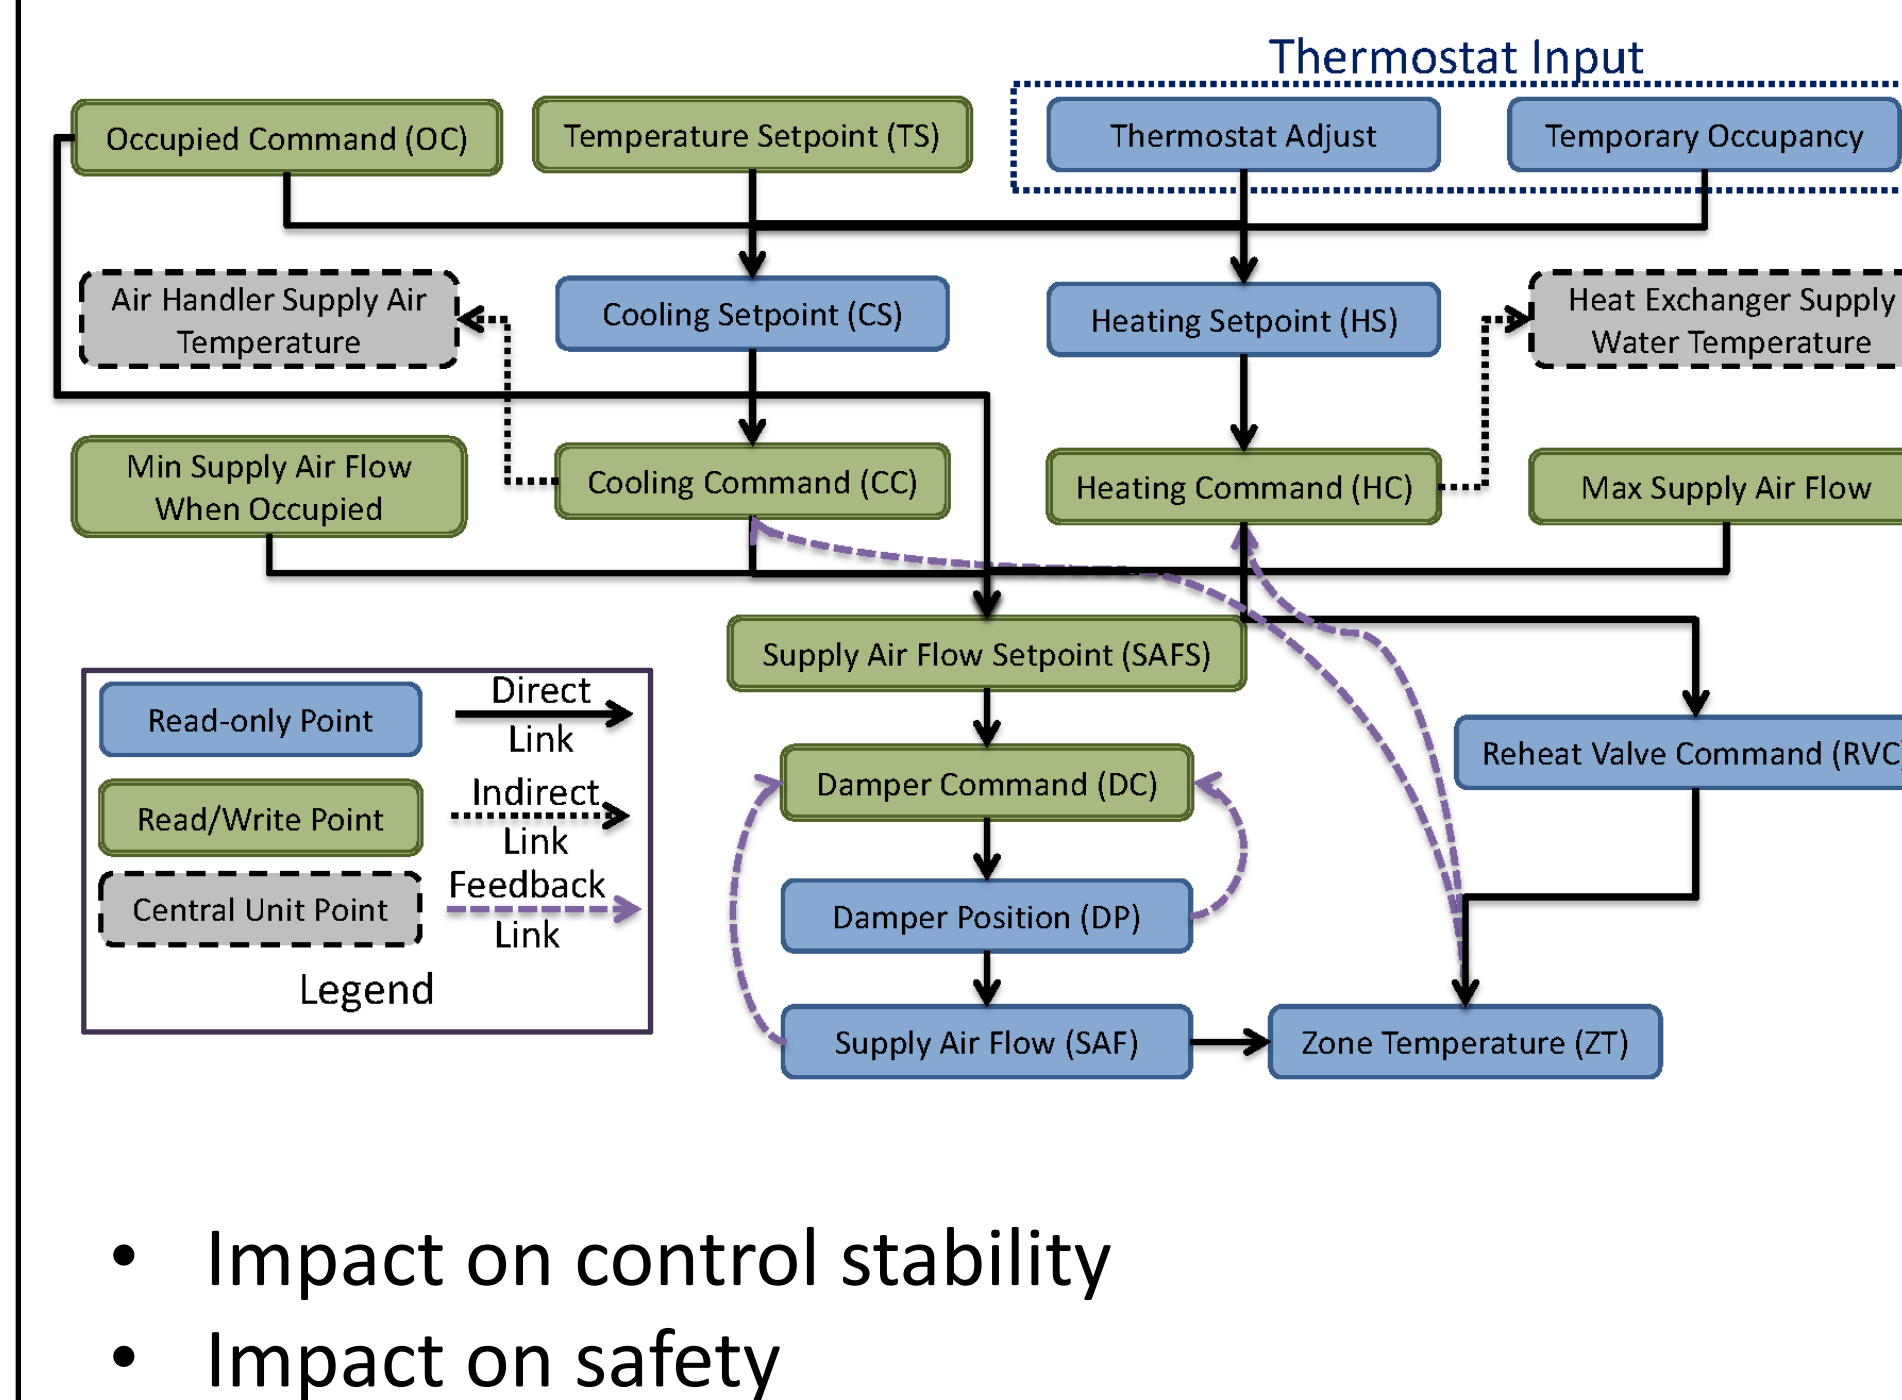 Thermostat Input
Occupied Command (OC)
Temperature Setpoint (TS)
Thermostat Adjust
Temporary Occupancy
Air Handler Supply Air
Temperature
Cooling Setpoint (CS)
Heating Setpoint (HS)
Heat Exchanger Supply
Water Temperature
Min Supply Air Flow
When Occupied
Cooling Command (CC)
Heating Command (HC)
Max Supply Air Flow
Supply Air Flow Setpoint (SAFS)
Read-only Point
Direct
Link
Reheat Valve Command (RVC)
Damper Command (DC)
Read/Write Point
Indirect
Link
Central Unit Point
Feedback
Link
Damper Position (DP)
Legend
Supply Air Flow (SAF)
Zone Temperature (ZT)
• Impact on control stability
• Impact on safety